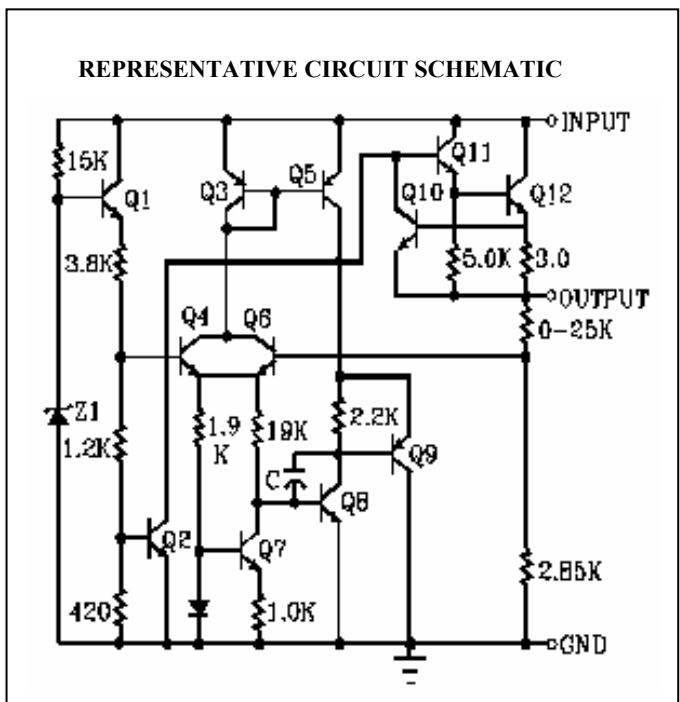 REPRESENTATIVE CIRCUIT SCHEMATIC
INPUT
15K
Q1
Q3
Q5
Q11
Q10
Q12
3.8K
5.0K
3.0
OUTPUT
Q4
Q6
0-25K
Z1
1.2K
1.9
K
19K
2.2K
Q9
C
Q8
Q2
Q7
2.85K
420
1.0K
GND